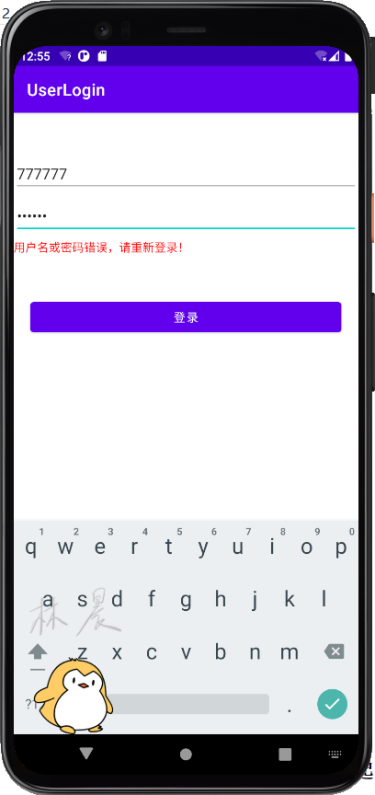 2
12:55
UserLogin
777777
••••••
用户名或密码错误，请重新登录!
登录
1 2 3 4 5 6 7 8 9 0
q w e r t y u i o p
a s d f g h j k l
林晨
z x c v b n m
?1 .